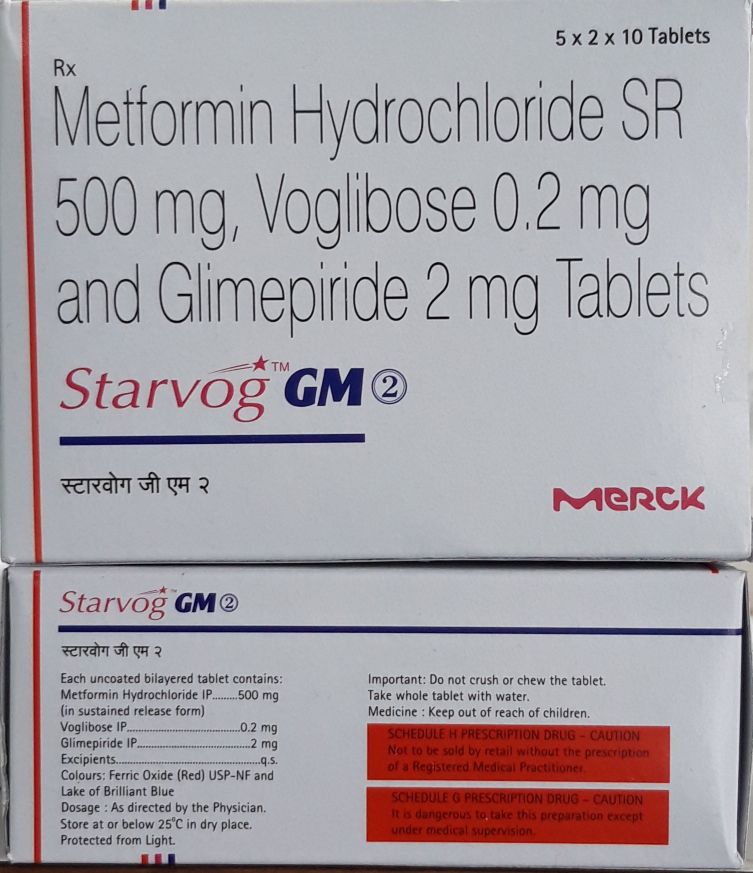 5 x 2 x 10 Tablets
Rx
Metformin Hydrochloride SR
500 mg, Voglibose 0.2 mg
and Glimepiride 2 mg Tablets
Starvog™ GM 2
स्टारवोग जी एम २
MERCK
Starvog™ GM 2
स्टारवोग जी एम २
Each uncoated bilayered tablet contains:
Metformin Hydrochloride IP.........500 mg
(in sustained release form)
Voglibose IP.......................................0.2 mg
Glimepiride IP.......................................2 mg
Excipients.................................................q.s.
Colours: Ferric Oxide (Red) USP-NF and
Lake of Brilliant Blue
Dosage : As directed by the Physician.
Store at or below 25°C in dry place.
Protected from Light.
Important: Do not crush or chew the tablet.
Take whole tablet with water.
Medicine : Keep out of reach of children.
SCHEDULE H PRESCRIPTION DRUG – CAUTION
Not to be sold by retail without the prescription
of a Registered Medical Practitioner.
SCHEDULE G PRESCRIPTION DRUG – CAUTION
It is dangerous to take this preparation except
under medical supervision.